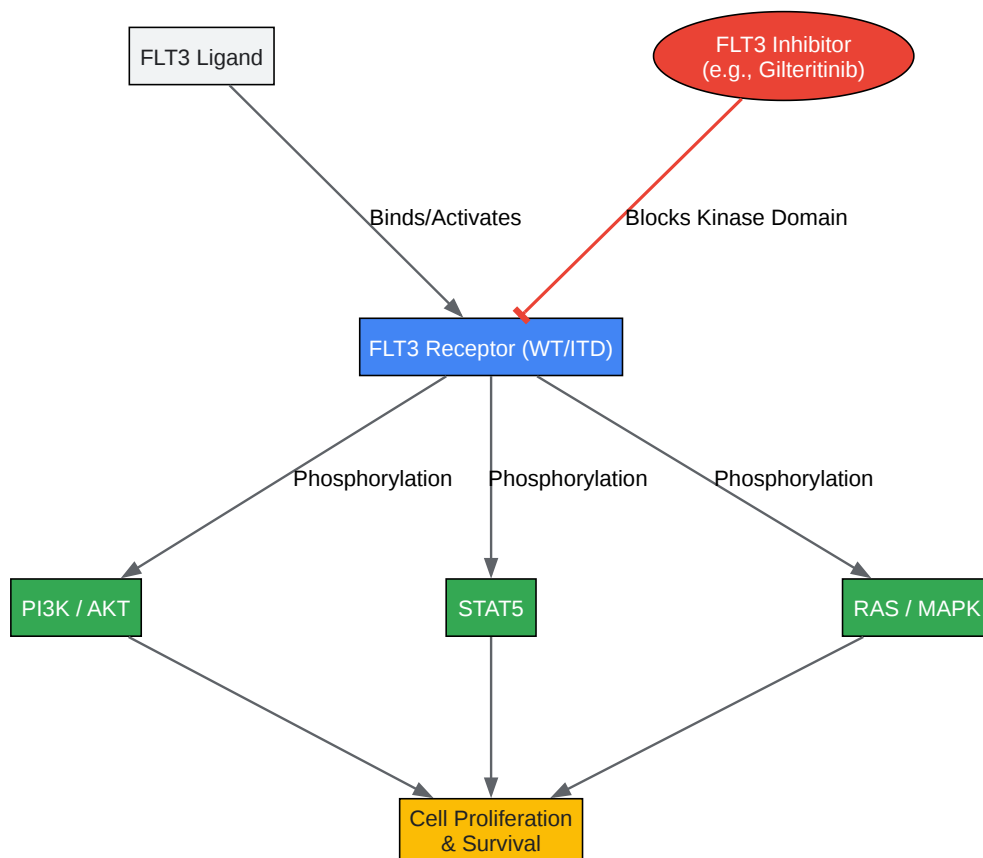 FLT3 Ligand
FLT3 Inhibitor
(e.g., Gilteritinib)
Binds/Activates
Blocks Kinase Domain
FLT3 Receptor (WT/ITD)
Phosphorylation
Phosphorylation
Phosphorylation
PI3K / AKT
STAT5
RAS / MAPK
Cell Proliferation
& Survival